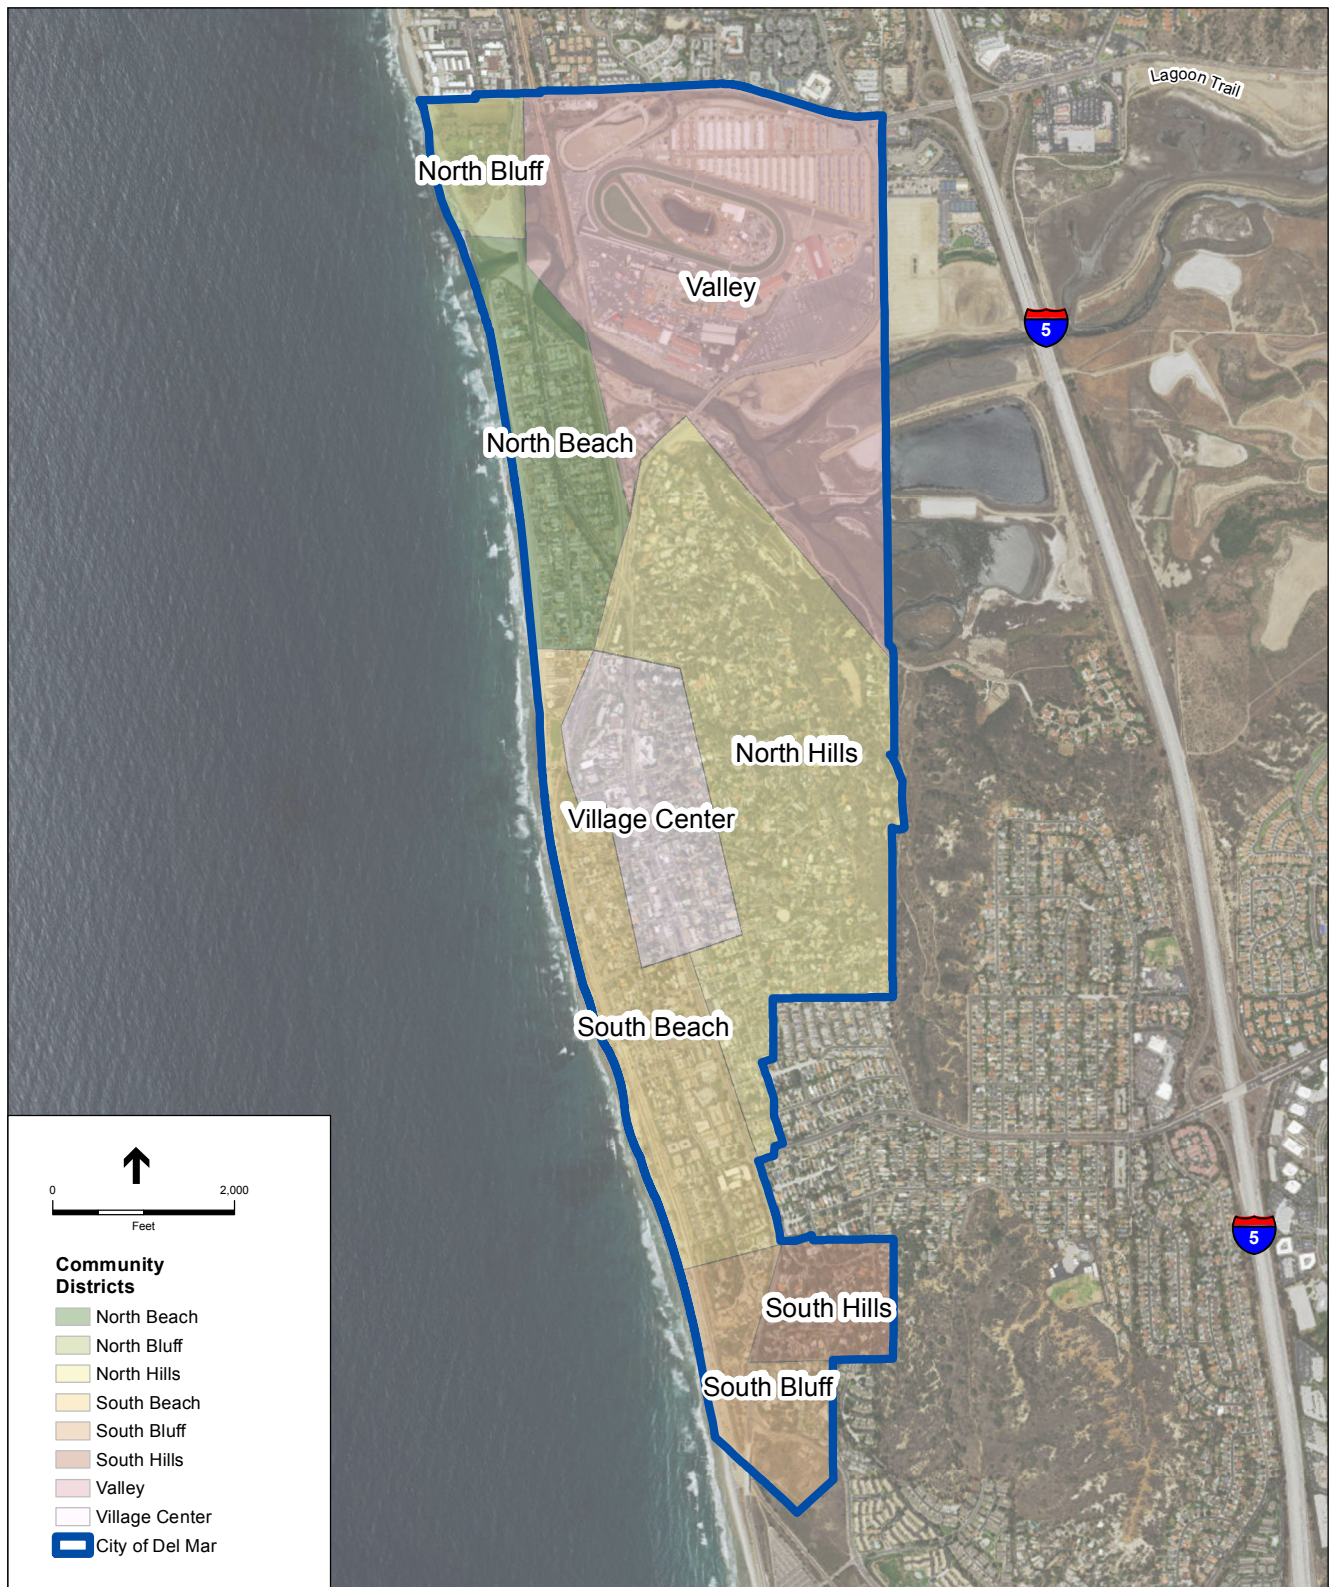 Lagoon Trail
North Bluff
Valley
5
North Beach
North Hills
Village Center
South Beach
5
South Hills
South Bluff
0 2,000
Feet
Community
Districts
North Beach
North Bluff
North Hills
South Beach
South Bluff
South Hills
Valley
Village Center
City of Del Mar